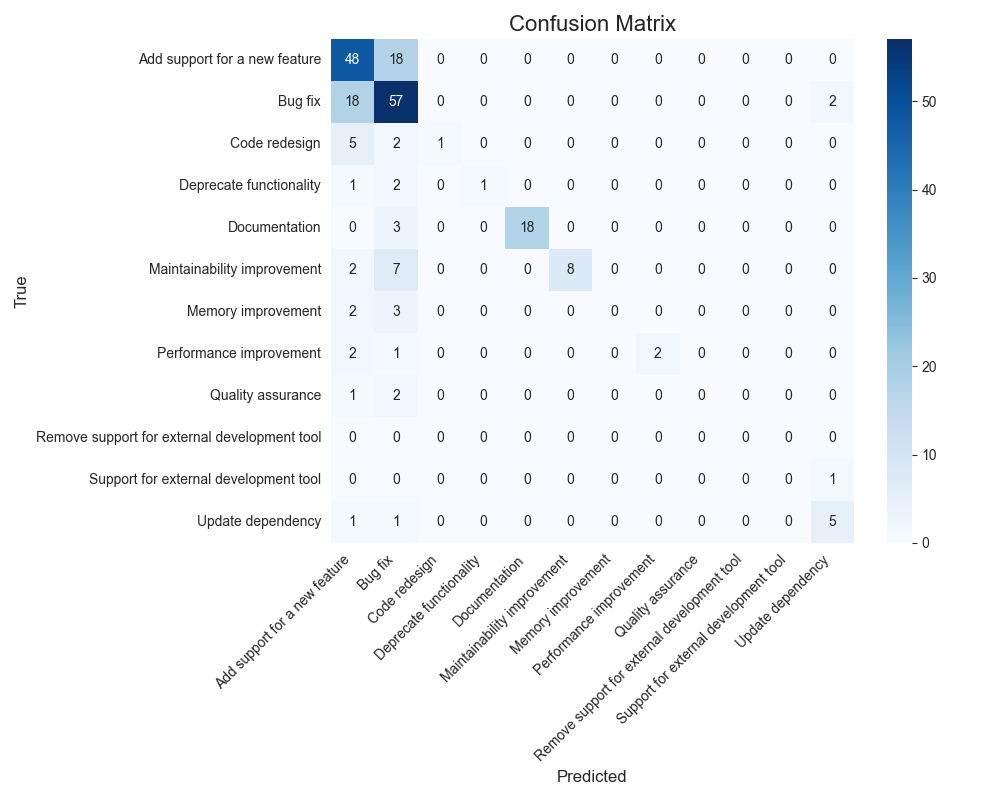 Confusion Matrix
True
Add support for a new feature 48 18 0 0 0 0 0 0 0 0 0 0
Bug fix 18 57 0 0 0 0 0 0 0 0 0 2
Code redesign 5 2 1 0 0 0 0 0 0 0 0 0
Deprecate functionality 1 2 0 1 0 0 0 0 0 0 0 0
Documentation 0 3 0 0 18 0 0 0 0 0 0 0
Maintainability improvement 2 7 0 0 0 8 0 0 0 0 0 0
Memory improvement 2 3 0 0 0 0 0 0 0 0 0 0
Performance improvement 2 1 0 0 0 0 0 2 0 0 0 0
Quality assurance 1 2 0 0 0 0 0 0 0 0 0 0
Remove support for external development tool 0 0 0 0 0 0 0 0 0 0 0 0
Support for external development tool 0 0 0 0 0 0 0 0 0 0 0 1
Update dependency 1 1 0 0 0 0 0 0 0 0 0 5
Add support for a new feature
Bug fix
Code redesign
Deprecate functionality
Documentation
Maintainability improvement
Memory improvement
Performance improvement
Quality assurance
Remove support for external development tool
Support for external development tool
Update dependency
Predicted
50
40
30
20
10
0